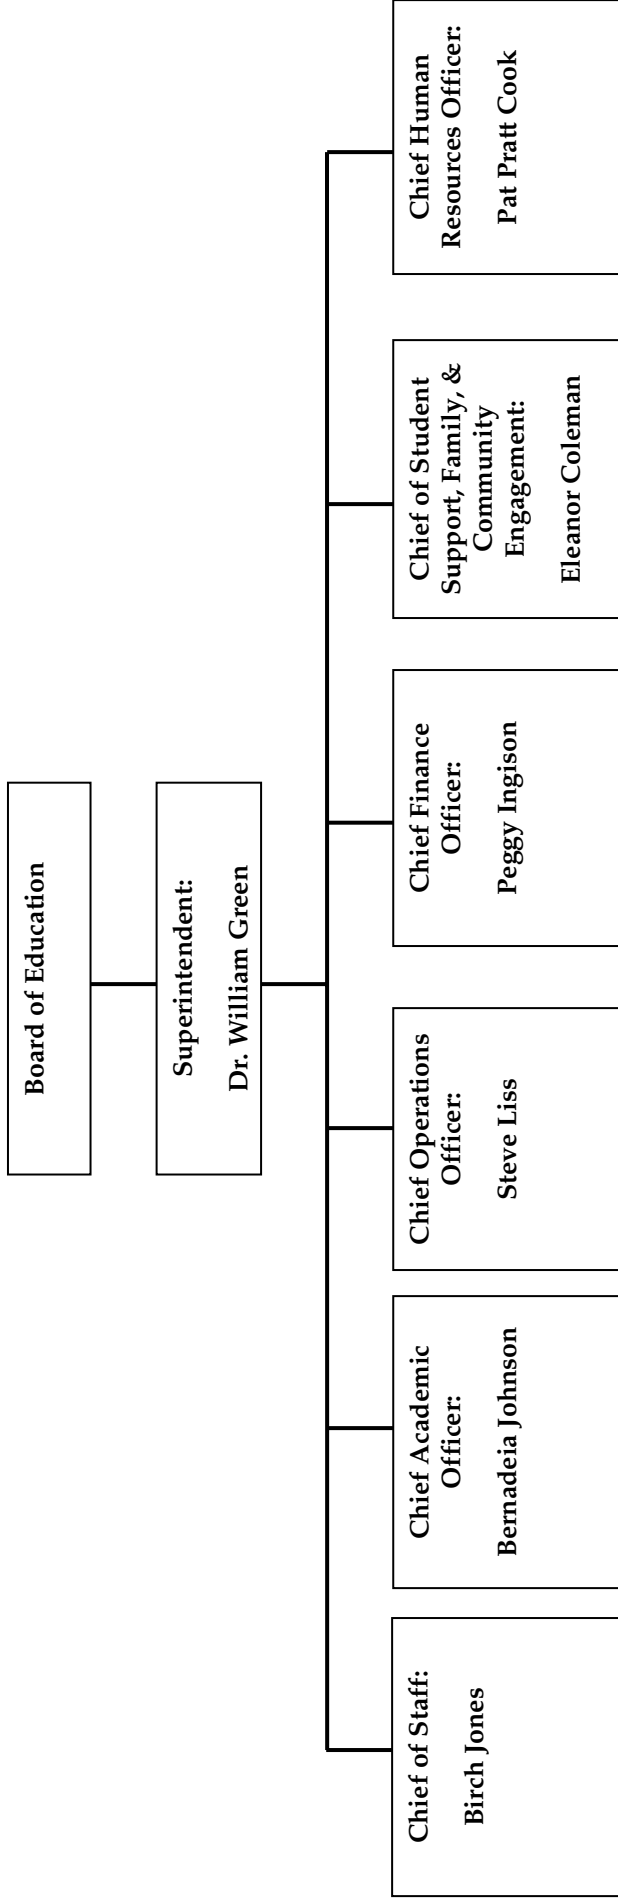 Board of Education
Superintendent:
Dr. William Green
Chief of Staff:
Birch Jones
Chief Academic
Officer:
Bernadeia Johnson
Chief Operations
Officer:
Steve Liss
Chief Finance
Officer:
Peggy Ingison
Chief of Student
Support, Family, &
Community
Engagement:
Eleanor Coleman
Chief Human
Resources Officer:
Pat Pratt Cook